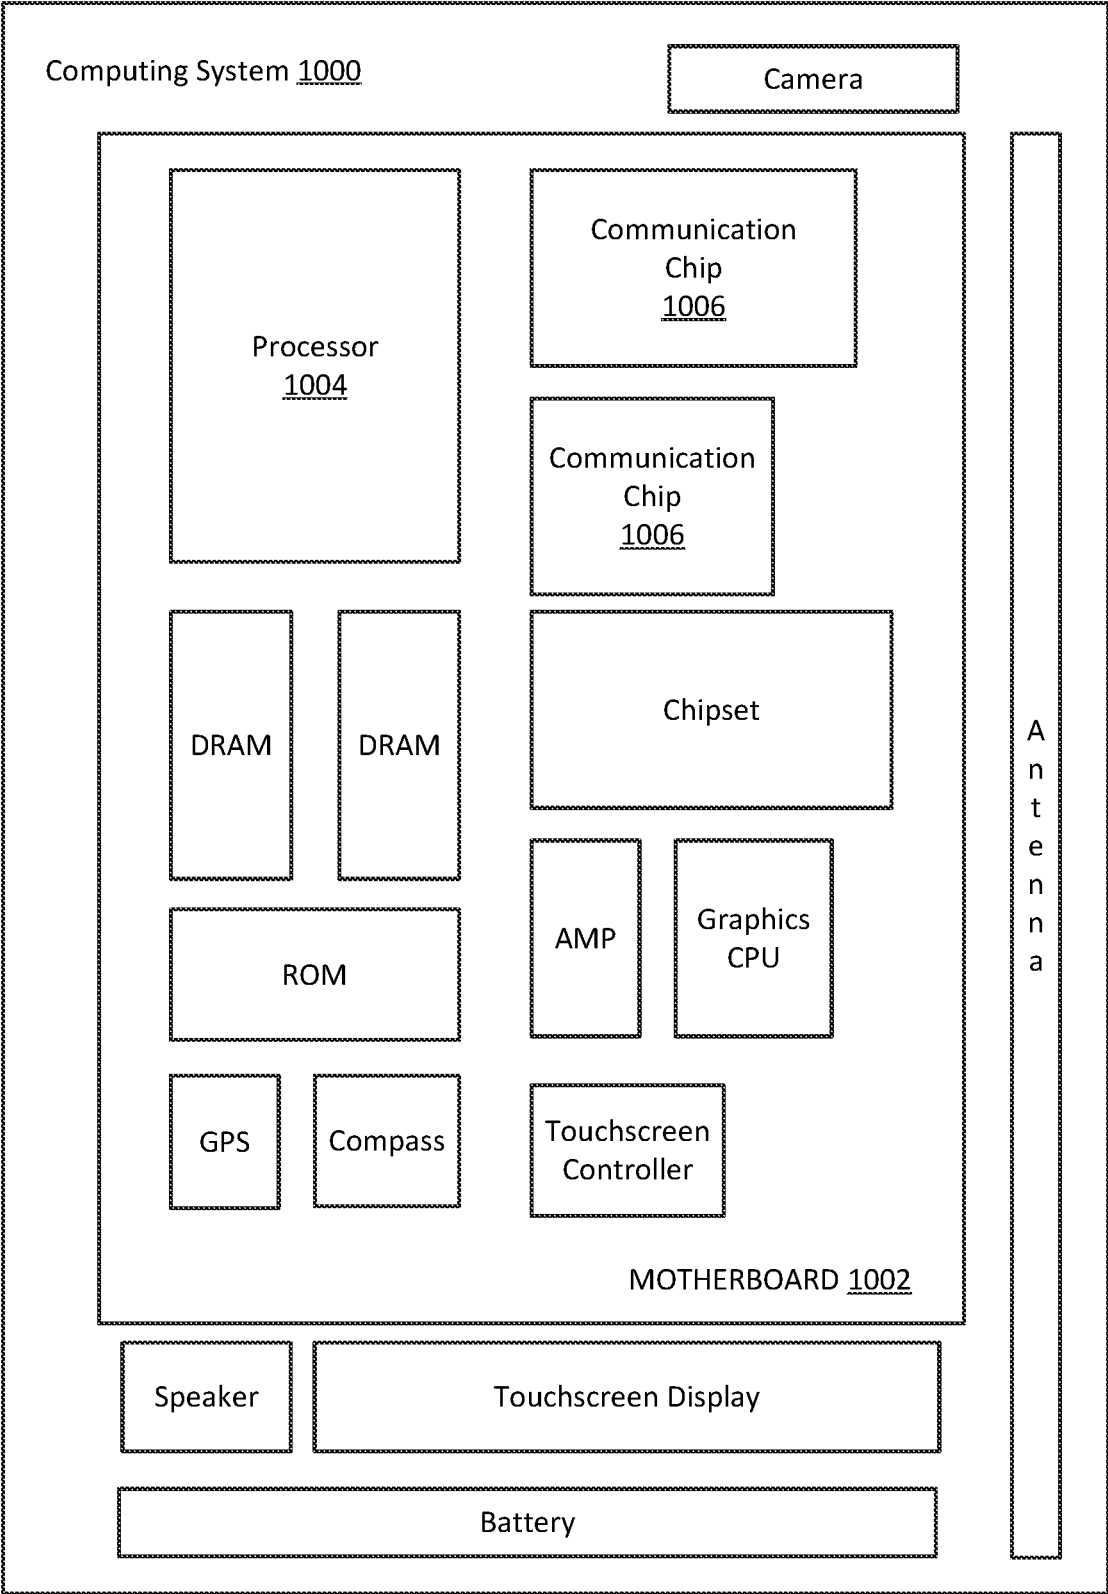 Computing System 1000
Camera
Processor
1004
Communication
Chip
1006
Communication
Chip
1006
DRAM
DRAM
Chipset
ROM
AMP
Graphics
CPU
GPS
Compass
Touchscreen
Controller
MOTHERBOARD 1002
Antenna
Speaker
Touchscreen Display
Battery